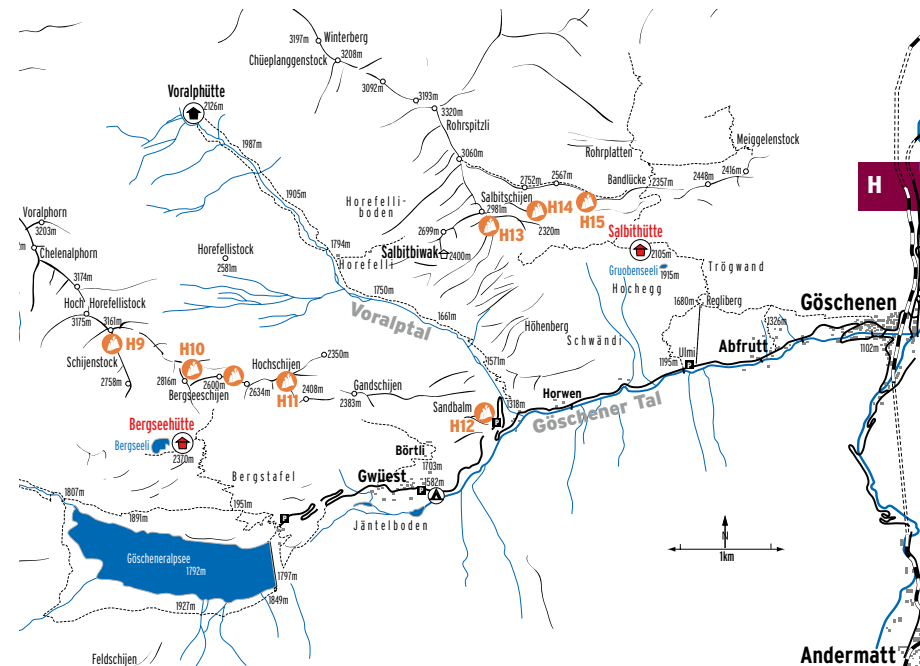 3197m Winterberg
3208m
Chüeplanggenstock
3092m
3193m
3320m
Rohrspitzli
Voralphütte
2126m
1987m
3060m
Rohrplatten
Meiggelenstock
2752m
2567m
Bandlücke
2357m
2448m
2416m
H
1905m
Horefelli-
boden
Salbitschijen
2981m
H14
H15
H13
2320m
Voralphorn
3203m
Chelenalphorn
2699m
Salbitbiwak
2400m
Salbithütte
2105m
Horefellistock
2581m
1794m
Horefelli
Gruobenseeli
1915m
Trögwand
Hochegg
3174m
1750m
Hoch Horefellistock
3175m
3161m
Voralptal
1661m
1680m
Regliberg
Göschenen
1326m
1102m
Höhenberg
Schwändi
Abfrutt
H9
Schijenstock
2758m
H10
2816m
2600m
Bergseeschijen
Hochschijen
2634m
2350m
H11
2408m
2383m
Gandschijen
1571m
Ulmi
1195m
P
Horwen
Sandbalm
H12
1318m
P
Göschener Tal
Bergseehütte
Bergseeli
2370m
Börtli
1703m
Bergstafel
Gwüest
1582m
P
1807m
1891m
1951m
P
Jäntelboden
N
1km
Göscheneralpsee
1792m
1797m
1849m
1927m
Feldschijen
Andermatt